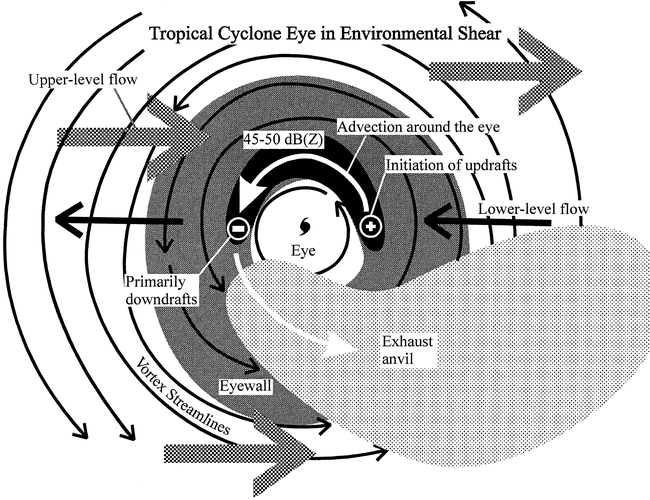 Tropical Cyclone Eye in Environmental Shear
Upper-level flow
45-50 dB(Z)
Advection around the eye
Initiation of updrafts
Lower-level flow
Eye
Primarily
downdrafts
Exhaust
anvil
Eyewall
Vortex Streamlines